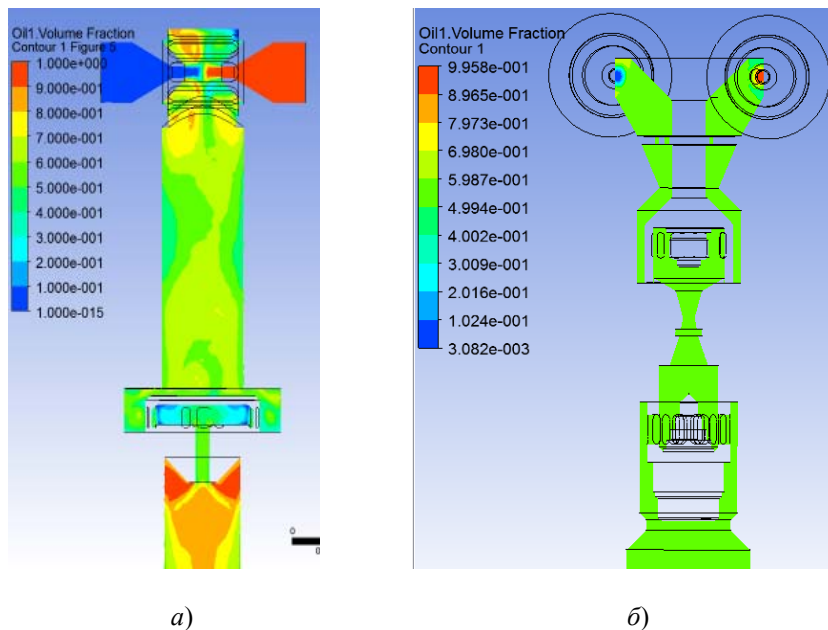 Oil1.Volume Fraction
Contour 1 Figure 5
1.000e+000
9.000e-001
8.000e-001
7.000e-001
6.000e-001
5.000e-001
4.000e-001
3.000e-001
2.000e-001
1.000e-001
1.000e-015
0
0
а)
Oil1.Volume Fraction
Contour 1
9.958e-001
8.965e-001
7.973e-001
6.980e-001
5.987e-001
4.994e-001
4.002e-001
3.009e-001
2.016e-001
1.024e-001
3.082e-003
б)